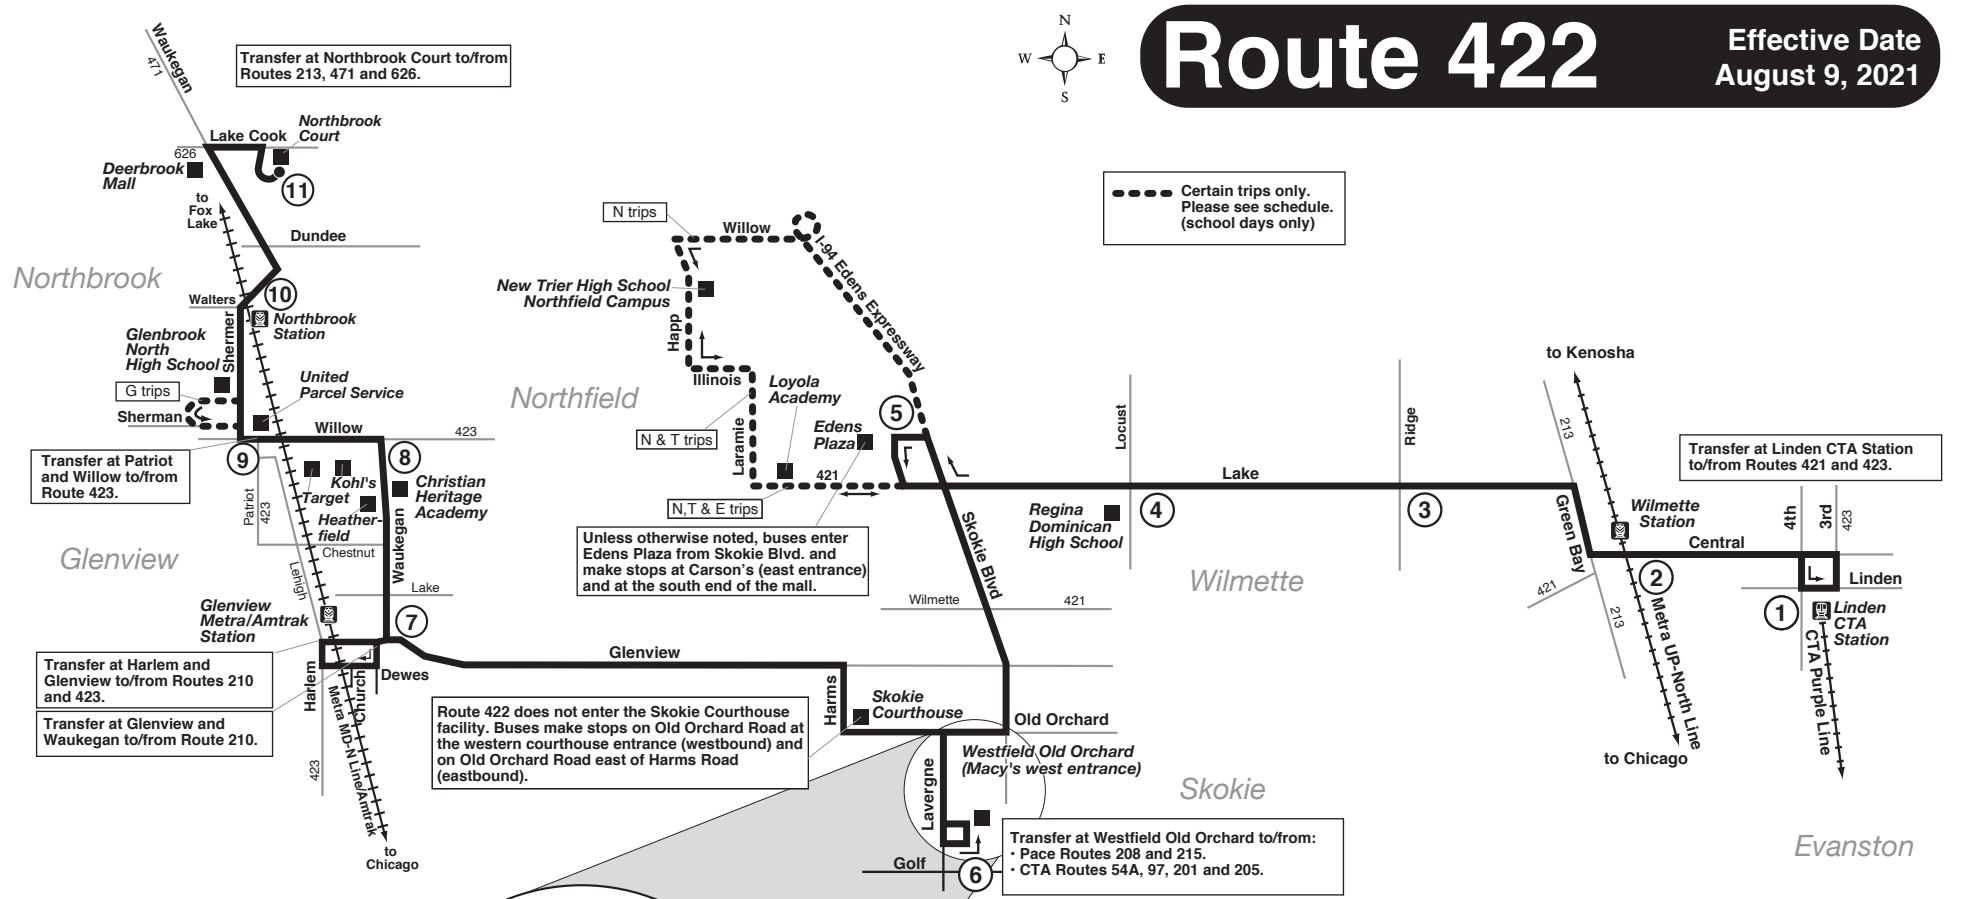 Route 422
Effective Date
August 9, 2021
N
W
E
S
Waukegan
471
Transfer at Northbrook Court to/from
Routes 213, 471 and 626.
Lake Cook
Northbrook
Court
626
Deerbrook
Mall
11
to
Fox
Lake
Dundee
Northbrook
Walters
10
Northbrook
Station
Shermer
Glenbrook
North
High School
G trips
Sherman
United
Parcel Service
Willow
423
9
8
Transfer at Patriot
and Willow to/from
Route 423.
Patriot
423
Kohl's
Target
Heather-
field
Christian
Heritage
Academy
Chestnut
Waukegan
Lehigh
Glenview
Lake
Glenview
Metra/Amtrak
Station
7
Transfer at Harlem and
Glenview to/from Routes 210
and 423.
Transfer at Glenview and
Waukegan to/from Route 210.
Harlem
Church
Dewes
423
Metra MD-N Line/Amtrak
to
Chicago
Glenview
N trips
Willow
I-94 Edens Expressway
New Trier High School
Northfield Campus
Happ
Illinois
Northfield
Loyola
Academy
N & T trips
Laramie
Edens
Plaza
5
421
N,T & E trips
Unless otherwise noted, buses enter
Edens Plaza from Skokie Blvd. and
make stops at Carson's (east entrance)
and at the south end of the mall.
Skokie Blvd
Wilmette
421
Harms
Skokie
Courthouse
Route 422 does not enter the Skokie Courthouse
facility. Buses make stops on Old Orchard Road at
the western courthouse entrance (westbound) and
on Old Orchard Road east of Harms Road
(eastbound).
Old Orchard
Westfield Old Orchard
(Macy's west entrance)
Lavergne
Golf
6
Transfer at Westfield Old Orchard to/from:
· Pace Routes 208 and 215.
· CTA Routes 54A, 97, 201 and 205.
Skokie
Evanston
Certain trips only.
Please see schedule.
(school days only)
Locust
Ridge
Lake
Regina
Dominican
High School
4
3
Wilmette
to Kenosha
213
Transfer at Linden CTA Station
to/from Routes 421 and 423.
Green Bay
Wilmette
Station
4th
3rd
423
Central
2
421
213
Linden
1
Linden
CTA
Station
Metra UP-North Line
CTA Purple Line
to Chicago